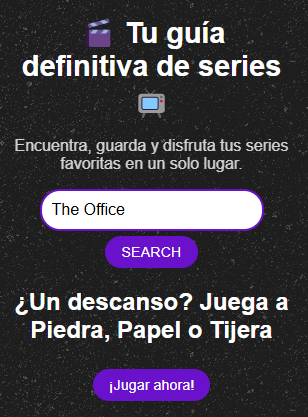 Tu guía
definitiva de series
Encuentra, guarda y disfruta tus series
favoritas en un solo lugar.
The Office
SEARCH
¿Un descanso? Juega a
Piedra, Papel o Tijera
¡Jugar ahora!